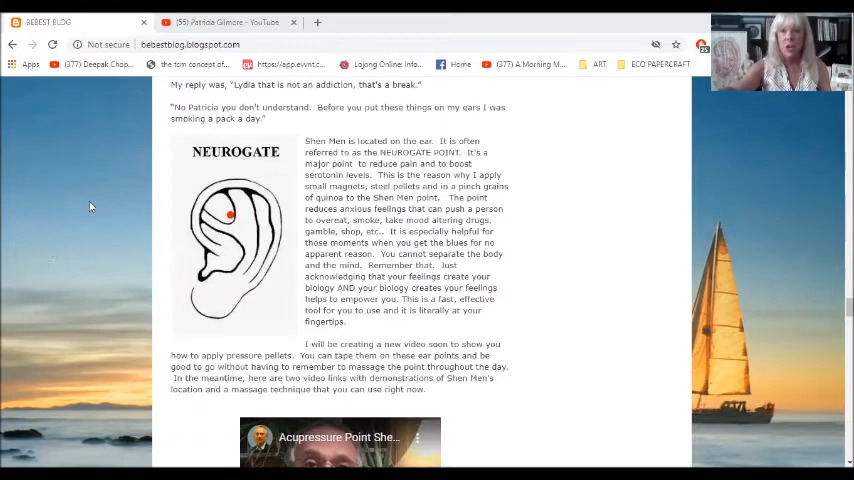 BEBEST BLOG
(55) Patricia Gilmore - YouTube
Not secure
bebestblog.blogspot.com
Apps
(377) Deepak Chop...
the tcm concept of...
https://app.evvnt.c...
Lojong Online: Info...
Home
(377) A Morning M...
ART
ECO PAPERCRAFT
My reply was, "Lydia that is not an addiction, that's a break."
"No Patricia you don't understand.  Before you put these things on my ears I was
smoking a pack a day."
NEUROGATE
Shen Men is located on the ear.  It is often
referred to as the NEUROGATE POINT.  It's a
major point  to reduce pain and to boost
serotonin levels.  This is the reason why I apply
small magnets, steel pellets and in a pinch grains
of quinoa to the Shen Men point.   The point
reduces anxious feelings that can push a person
to overeat, smoke, take mood altering drugs,
gamble, shop, etc..  It is especially helpful for
those moments when you get the blues for no
apparent reason.  You cannot separate the body
and the mind.  Remember that.  Just
acknowledging that your feelings create your
biology AND your biology creates your feelings
helps to empower you. This is a fast, effective
tool for you to use and it is literally at your
fingertips.
I will be creating a new video soon to show you
how to apply pressure pellets.  You can tape them on these ear points and be
good to go without having to remember to massage the point throughout the day.
In the meantime, here are two video links with demonstrations of Shen Men's
location and a massage technique that you can use right now.
Acupressure Point She...